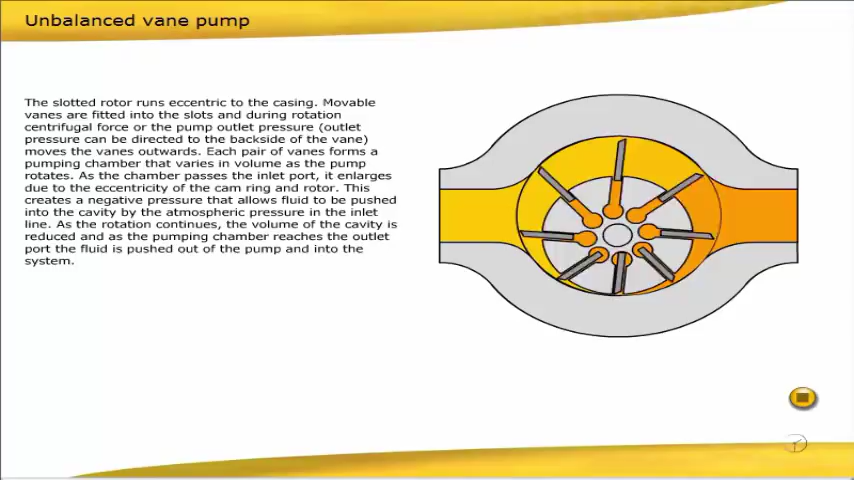 Unbalanced vane pump
The slotted rotor runs eccentric to the casing. Movable
vanes are fitted into the slots and during rotation
centrifugal force or the pump outlet pressure (outlet
pressure can be directed to the backside of the vane)
moves the vanes outwards. Each pair of vanes forms a
pumping chamber that varies in volume as the pump
rotates. As the chamber passes the inlet port, it enlarges
due to the eccentricity of the cam ring and rotor. This
creates a negative pressure that allows fluid to be pushed
into the cavity by the atmospheric pressure in the inlet
line. As the rotation continues, the volume of the cavity is
reduced and as the pumping chamber reaches the outlet
port the fluid is pushed out of the pump and into the
system.